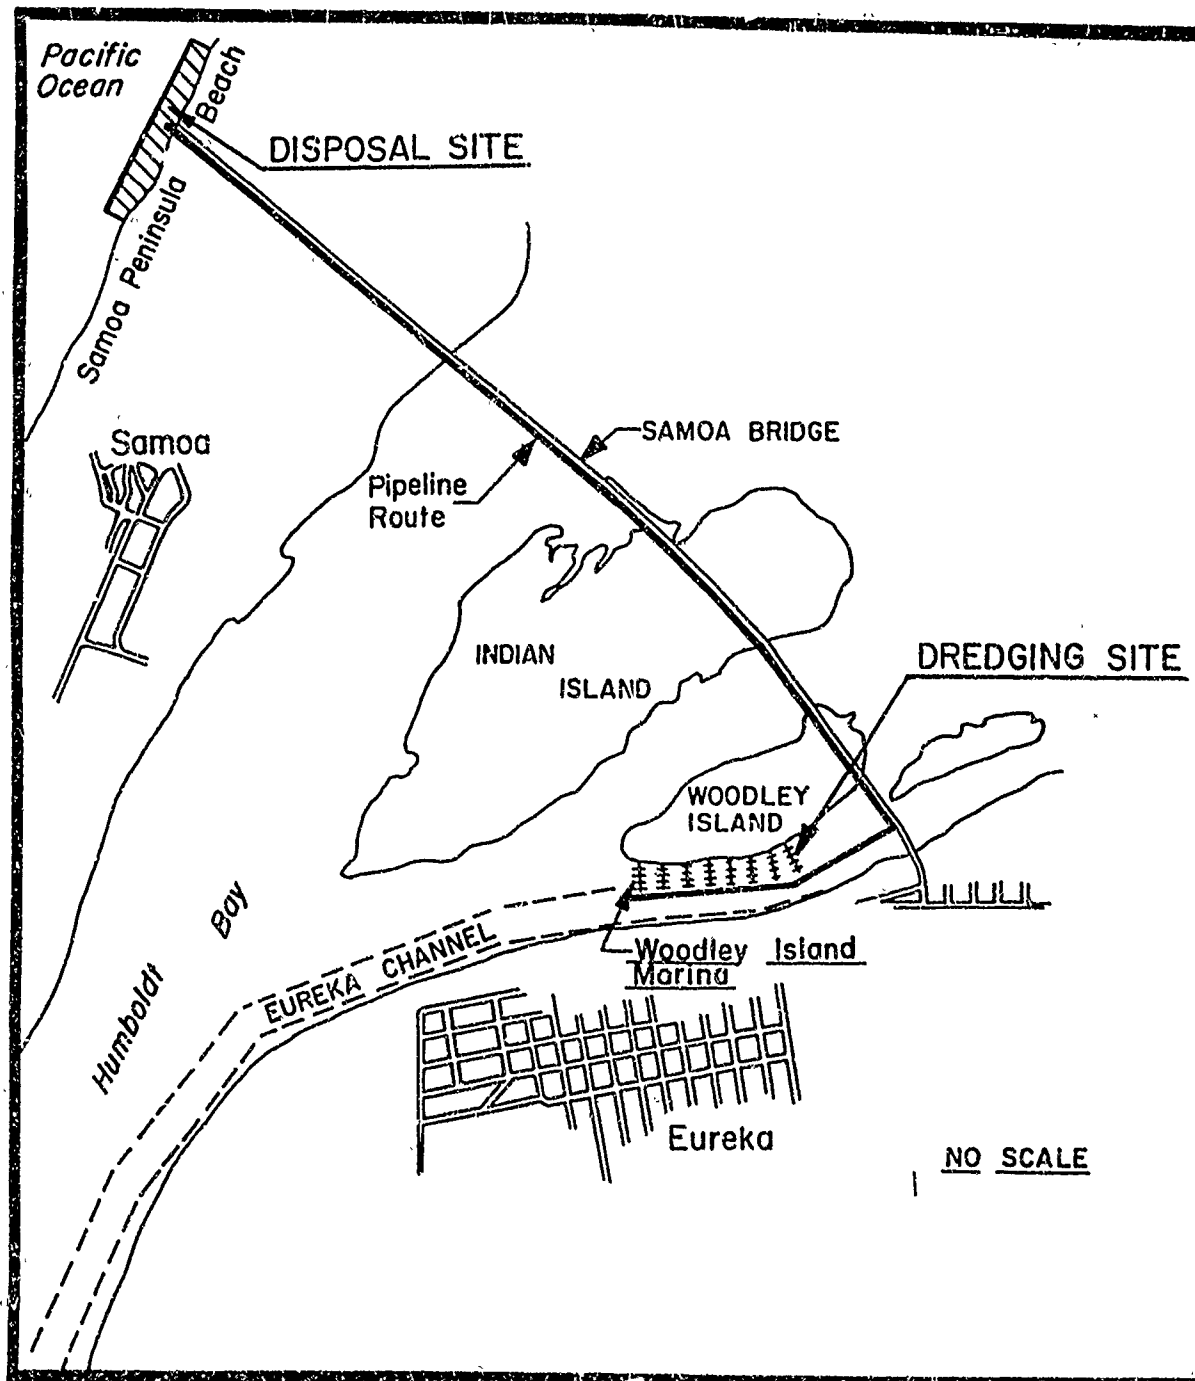 Pacific
Ocean
Beach
DISPOSAL SITE
Samoa Peninsula
Samoa
SAMOA BRIDGE
Pipeline
Route
INDIAN
ISLAND
DREDGING SITE
WOODLEY
ISLAND
Humboldt Bay
EUREKA CHANNEL
Woodley Island
Marina
Eureka
NO SCALE